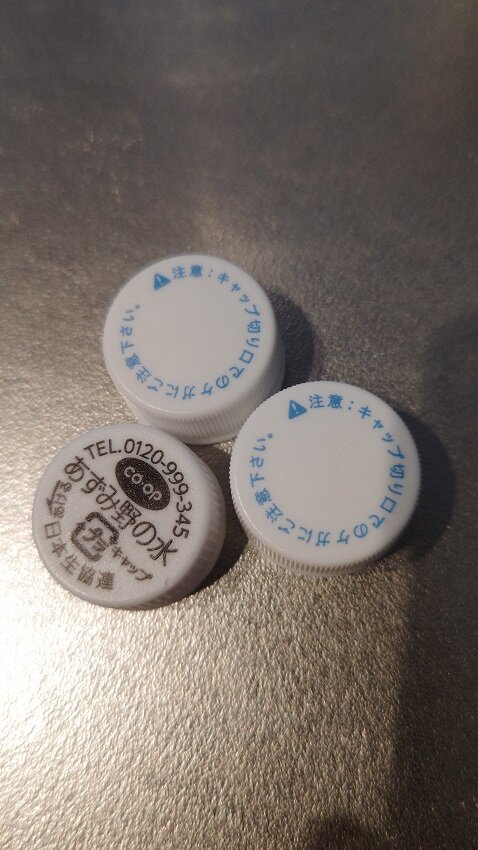 注意：キャップ切り口でのケガにご注意下さい。
注意：キャップ切り口でのケガにご注意下さい。
TEL.0120-999-345
CO・OP
あずみ野の水
プラ
キャップ
日本生協連